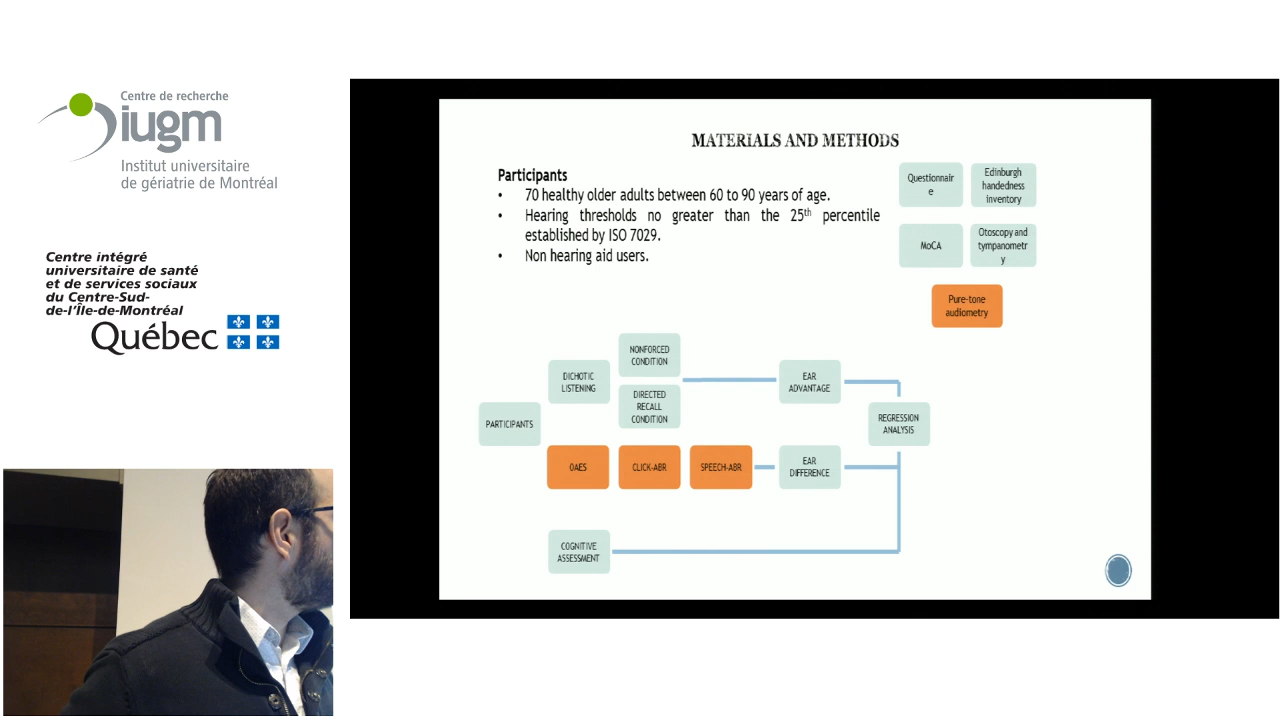 Centre de recherche
iugm
Institut universitaire
de gériatrie de Montréal
Centre intégré
universitaire de santé
et de services sociaux
du Centre-Sud-
de-l'Île-de-Montréal
Québec
MATERIALS AND METHODS
Participants
• 70 healthy older adults between 60 to 90 years of age.
• Hearing thresholds no greater than the 25th percentile
established by ISO 7029.
• Non hearing aid users.
Questionnair
e
Edinburgh
handedness
inventory
MoCA
Otoscopy and
tympanometr
y
Pure-tone
audiometry
PARTICIPANTS
DICHOTIC
LISTENING
NONFORCED
CONDITION
DIRECTED
RECALL
CONDITION
EAR
ADVANTAGE
REGRESSION
ANALYSIS
OAES
CLICK-ABR
SPEECH-ABR
EAR
DIFFERENCE
COGNITIVE
ASSESSMENT